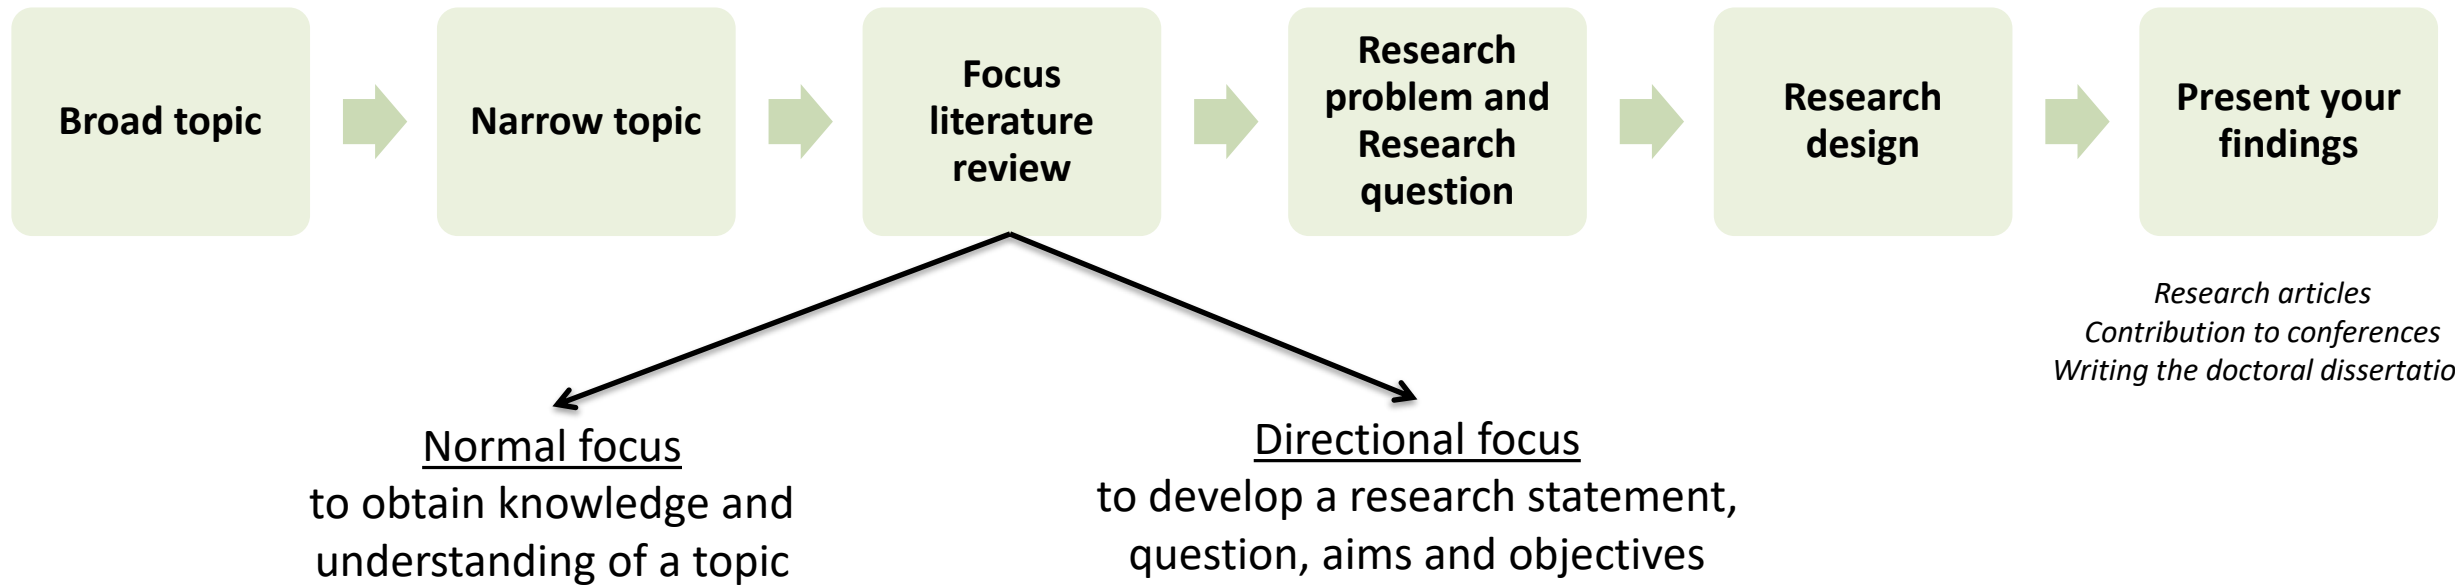 Broad topic
Narrow topic
Focus
literature
review
Research
problem and
Research
question
Research
design
Present your
findings
Research articles
Contribution to conferences
Writing the doctoral dissertatio
Normal focus
to obtain knowledge and
understanding of a topic
Directional focus
to develop a research statement,
question, aims and objectives